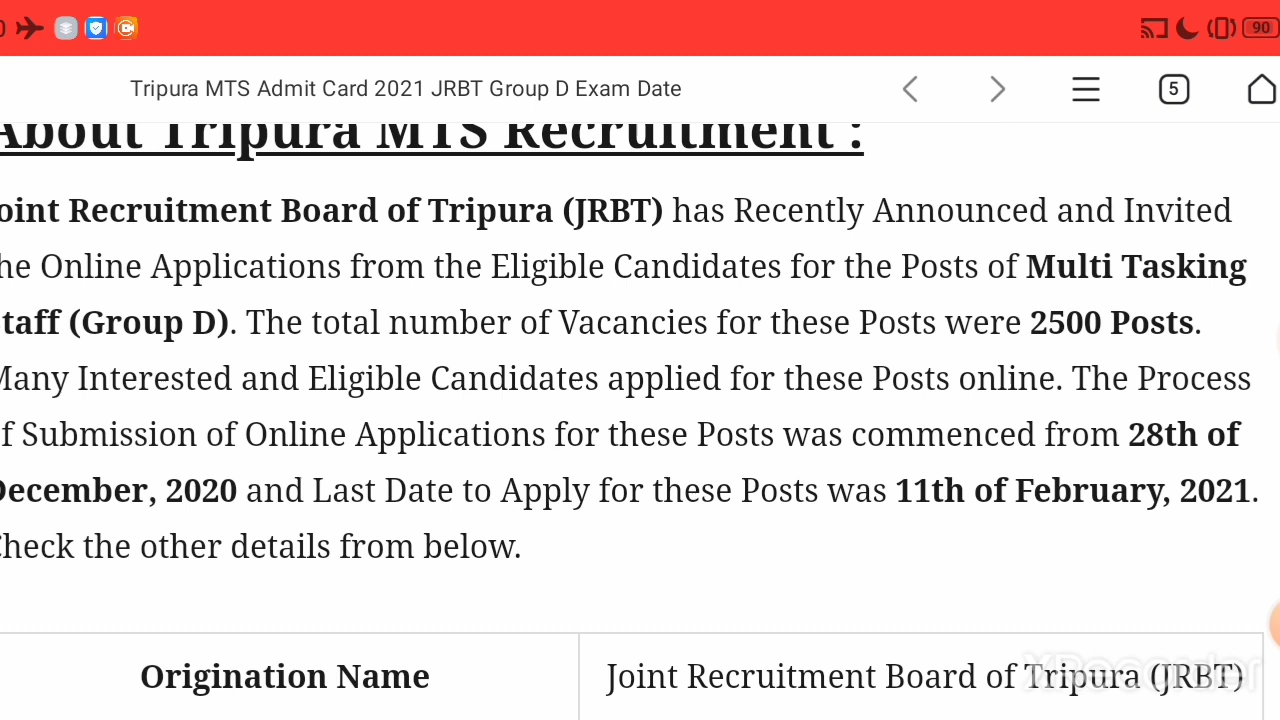 90
Tripura MTS Admit Card 2021 JRBT Group D Exam Date
5
About Tripura MTS Recruitment :
oint Recruitment Board of Tripura (JRBT) has Recently Announced and Invited
he Online Applications from the Eligible Candidates for the Posts of Multi Tasking
taff (Group D). The total number of Vacancies for these Posts were 2500 Posts.
Many Interested and Eligible Candidates applied for these Posts online. The Process
f Submission of Online Applications for these Posts was commenced from 28th of
December, 2020 and Last Date to Apply for these Posts was 11th of February, 2021.
Check the other details from below.
Origination Name
Joint Recruitment Board of Tripura (JRBT)
XRecorder